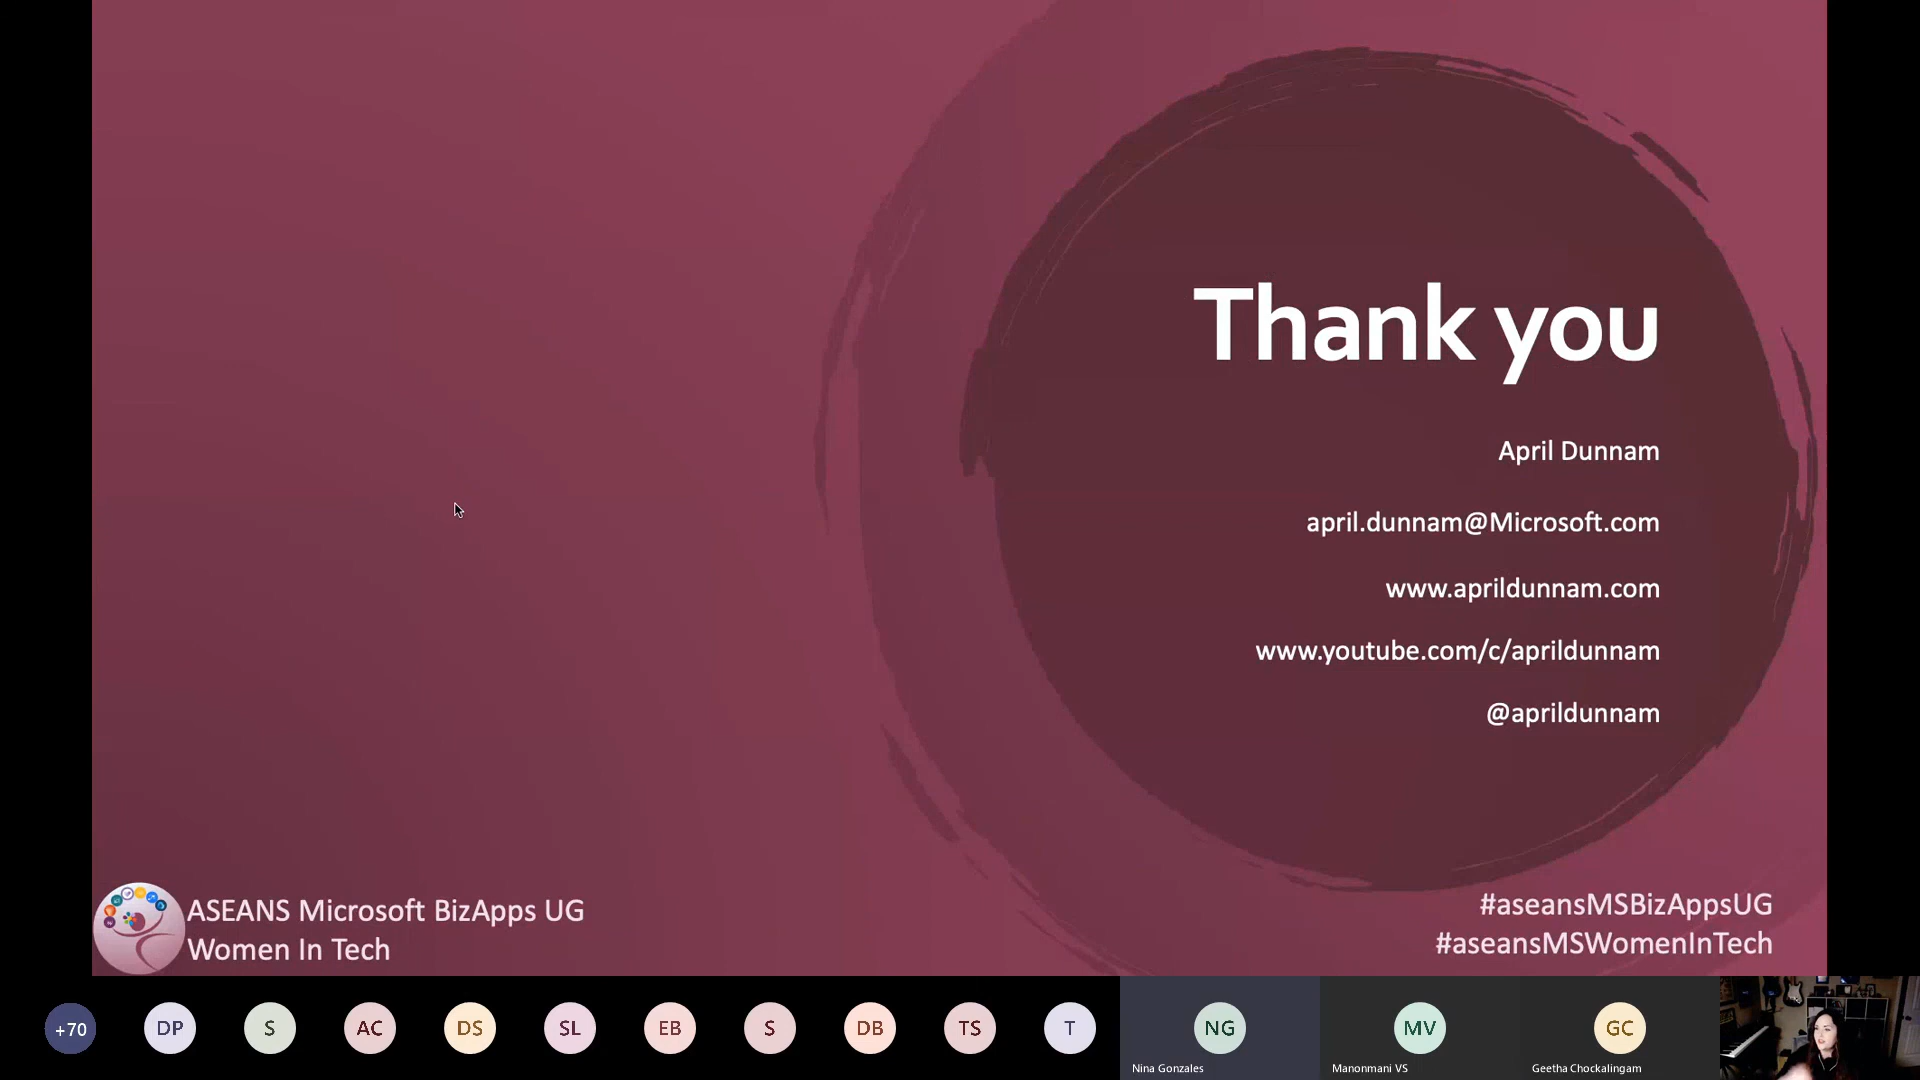 Thank you
April Dunnam
april.dunnam@Microsoft.com
www.aprildunnam.com
www.youtube.com/c/aprildunnam
@aprildunnam
ASEANS Microsoft BizApps UG
Women In Tech
#aseansMSBizAppsUG
#aseansMSWomenInTech
+70
DP
S
AC
DS
SL
EB
S
DB
TS
T
NG
MV
GC
Nina Gonzales
Manonmani VS
Geetha Chockalingam